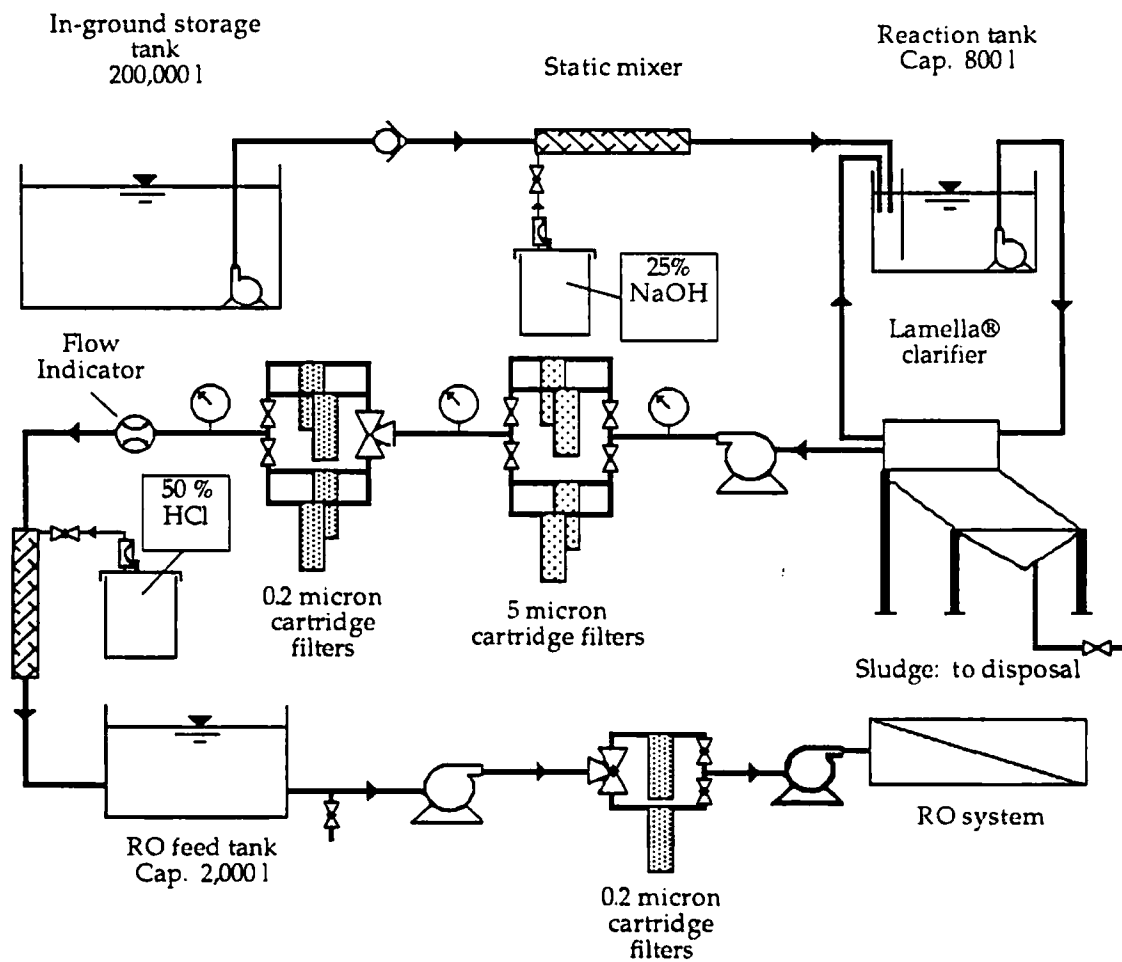 In-ground storage
tank
200,000 l
Static mixer
Reaction tank
Cap. 800 l
25%
NaOH
Lamella®
clarifier
Flow
Indicator
50 %
HCl
0.2 micron
cartridge
filters
5 micron
cartridge filters
Sludge: to disposal
RO feed tank
Cap. 2,000 l
RO system
0.2 micron
cartridge
filters